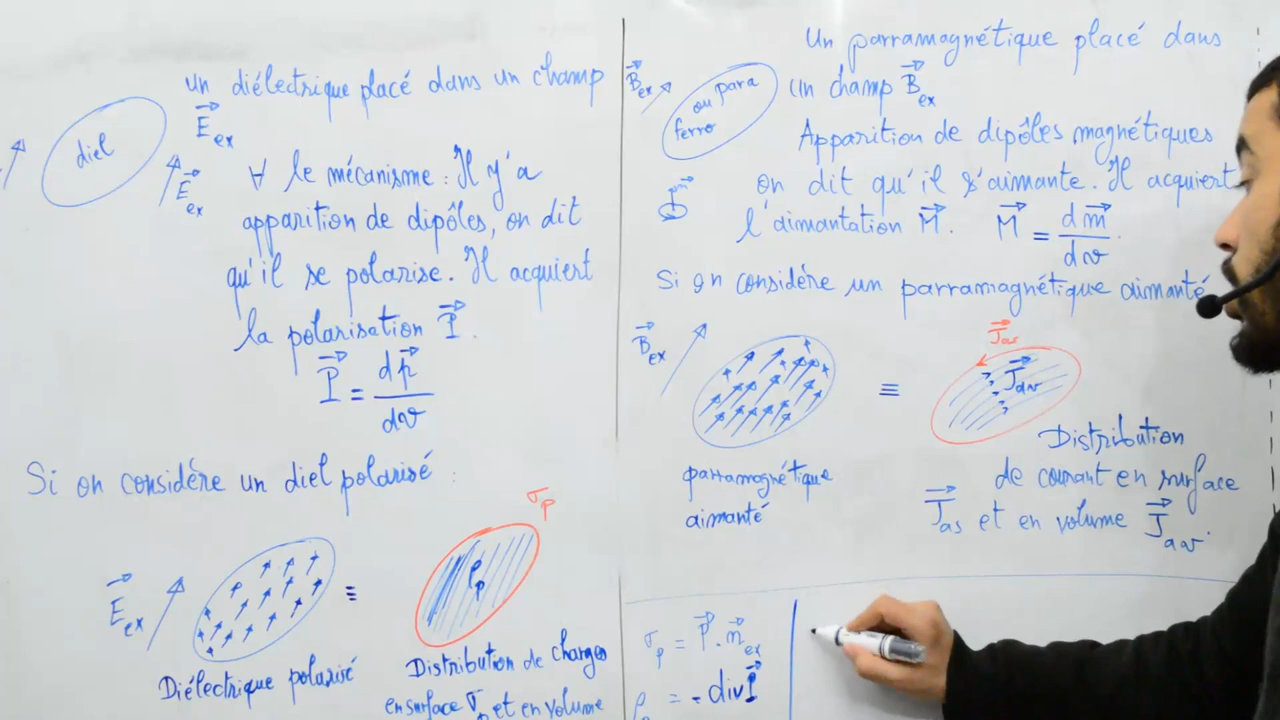 un diélectrique placé dans un champ
E⃗ex
diel
E⃗ex
∀ le mécanisme : Il y'a
apparition de dipôles, on dit
qu'il se polarise. Il acquiert
la polarisation P⃗.
P⃗ = dp⃗/dv
Si on considère un diel polarisé :
σp
E⃗ex
≡
ρp
Diélectrique polarisé
Distribution de charges
en surface σp et en volume
Un parramagnétique placé dans
B⃗ex
ou para
ferro
un champ B⃗ex
Apparition de dipôles magnétiques
m⃗
on dit qu'il s'aimante. Il acquiert
l'aimantation M⃗. M⃗ = dm⃗/dv.
Si on considère un parramagnétique aimanté
B⃗ex
≡
J⃗as
J⃗av
parramagnétique
aimanté
Distribution
de courant en surface
J⃗as et en volume J⃗av.
σp = P⃗.n⃗ex
ρp = - divP⃗